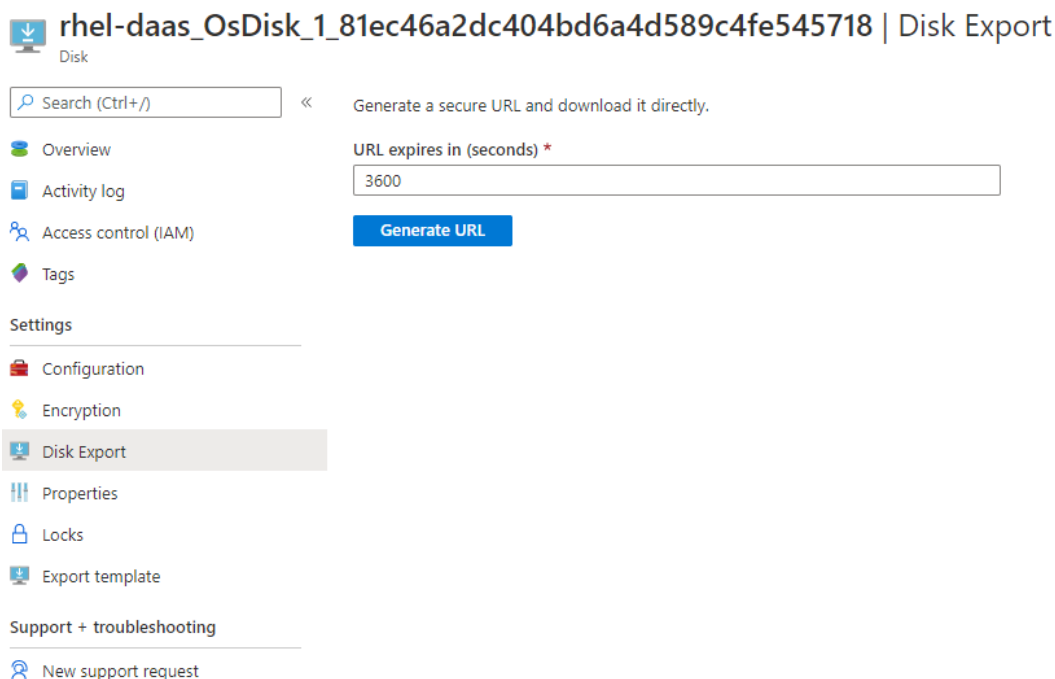 rhel-daas_OsDisk_1_81ec46a2dc404bd6a4d589c4fe545718 | Disk Export
Disk
Search (Ctrl+/)
«
Overview
Activity log
Access control (IAM)
Tags
Settings
Configuration
Encryption
Disk Export
Properties
Locks
Export template
Support + troubleshooting
New support request
Generate a secure URL and download it directly.
URL expires in (seconds) *
3600
Generate URL